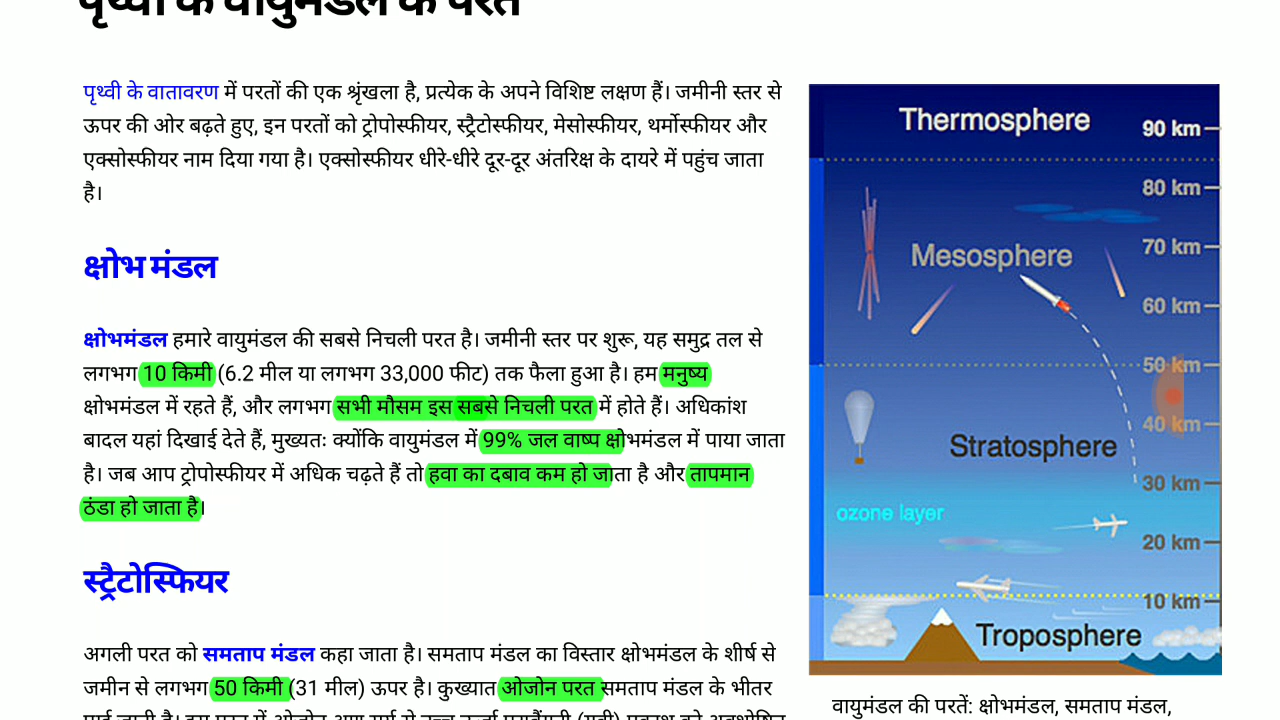 पृथ्वी के वायुमंडल के परत
पृथ्वी के वातावरण में परतों की एक श्रृंखला है, प्रत्येक के अपने विशिष्ट लक्षण हैं। जमीनी स्तर से
ऊपर की ओर बढ़ते हुए, इन परतों को ट्रोपोस्फीयर, स्ट्रैटोस्फीयर, मेसोस्फीयर, थर्मोस्फीयर और
एक्सोस्फीयर नाम दिया गया है। एक्सोस्फीयर धीरे-धीरे दूर-दूर अंतरिक्ष के दायरे में पहुंच जाता
है।
क्षोभ मंडल
क्षोभमंडल हमारे वायुमंडल की सबसे निचली परत है। जमीनी स्तर पर शुरू, यह समुद्र तल से
लगभग 10 किमी (6.2 मील या लगभग 33,000 फीट) तक फैला हुआ है। हम मनुष्य
क्षोभमंडल में रहते हैं, और लगभग सभी मौसम इस सबसे निचली परत में होते हैं। अधिकांश
बादल यहां दिखाई देते हैं, मुख्यतः क्योंकि वायुमंडल में 99% जल वाष्प क्षोभमंडल में पाया जाता
है। जब आप ट्रोपोस्फीयर में अधिक चढ़ते हैं तो हवा का दबाव कम हो जाता है और तापमान
ठंडा हो जाता है।
स्ट्रैटोस्फियर
अगली परत को समताप मंडल कहा जाता है। समताप मंडल का विस्तार क्षोभमंडल के शीर्ष से
जमीन से लगभग 50 किमी (31 मील) ऊपर है। कुख्यात ओजोन परत समताप मंडल के भीतर
Thermosphere
90 km
80 km
70 km
Mesosphere
60 km
50 km
40 km
Stratosphere
30 km
ozone layer
20 km
10 km
Troposphere
वायुमंडल की परतें: क्षोभमंडल, समताप मंडल,